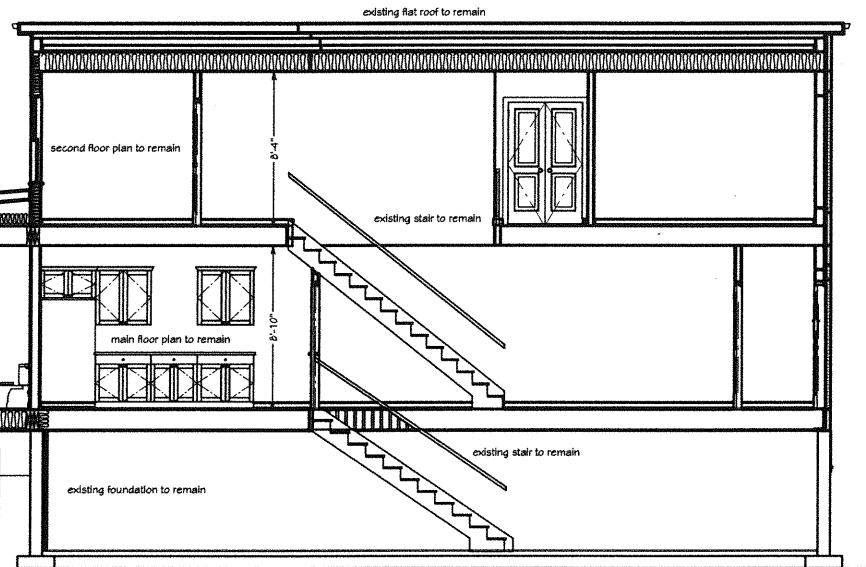 existing flat roof to remain
second floor plan to remain
8'-4"
existing stair to remain
8'-10"
main floor plan to remain
existing stair to remain
existing foundation to remain